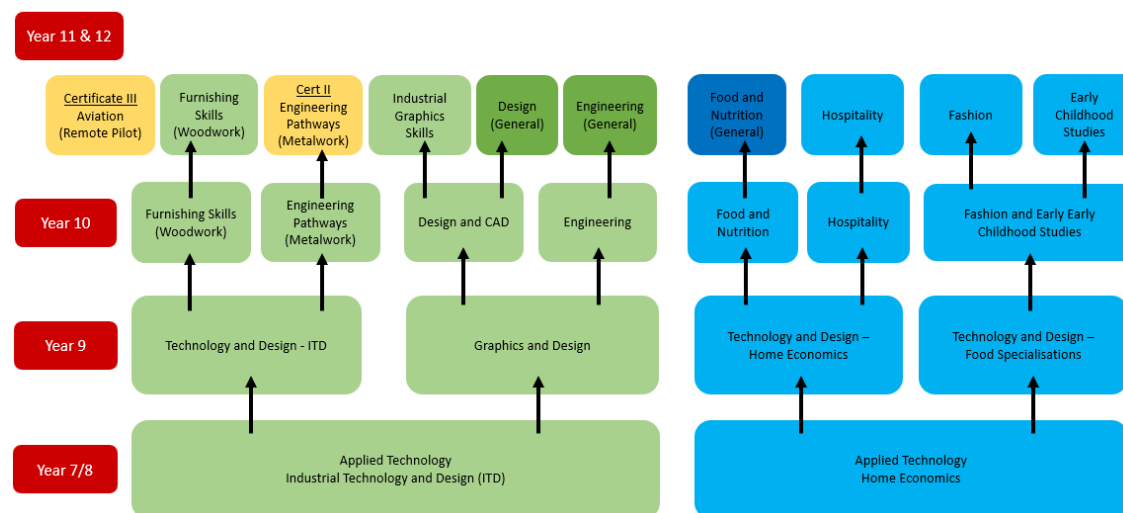 Year 11 & 12
Certificate III
Aviation
(Remote Pilot)
Furnishing
Skills
(Woodwork)
Cert II
Engineering
Pathways
(Metalwork)
Industrial
Graphics
Skills
Design
(General)
Engineering
(General)
Food and
Nutrition
(General)
Hospitality
Fashion
Early
Childhood
Studies
Year 10
Furnishing Skills
(Woodwork)
Engineering
Pathways
(Metalwork)
Design and CAD
Engineering
Food and
Nutrition
Hospitality
Fashion and Early Early
Childhood Studies
Year 9
Technology and Design - ITD
Graphics and Design
Technology and Design –
Home Economics
Technology and Design –
Food Specialisations
Year 7/8
Applied Technology
Industrial Technology and Design (ITD)
Applied Technology
Home Economics